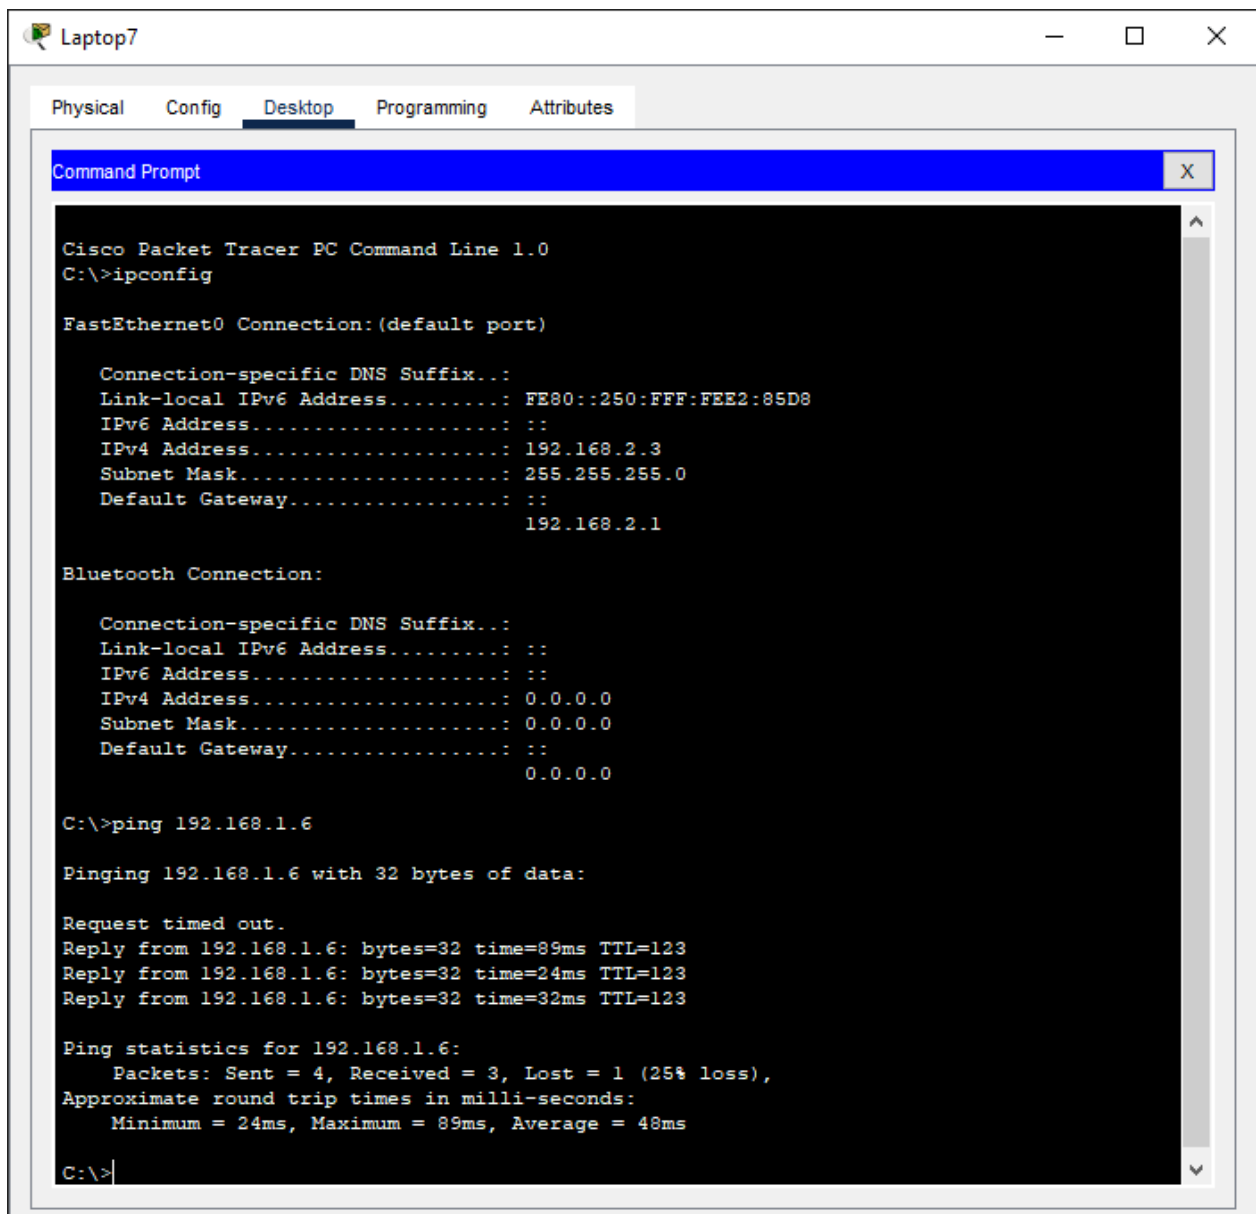 Laptop7
Physical Config Desktop Programming Attributes
Command Prompt X
Cisco Packet Tracer PC Command Line 1.0
C:\>ipconfig
FastEthernet0 Connection:(default port)
Connection-specific DNS Suffix..:
Link-local IPv6 Address.........: FE80::250:FFF:FEE2:85D8
IPv6 Address....................: ::
IPv4 Address....................: 192.168.2.3
Subnet Mask.....................: 255.255.255.0
Default Gateway.................: ::
192.168.2.1
Bluetooth Connection:
Connection-specific DNS Suffix..:
Link-local IPv6 Address.........: ::
IPv6 Address....................: ::
IPv4 Address....................: 0.0.0.0
Subnet Mask.....................: 0.0.0.0
Default Gateway.................: ::
0.0.0.0
C:\>ping 192.168.1.6
Pinging 192.168.1.6 with 32 bytes of data:
Request timed out.
Reply from 192.168.1.6: bytes=32 time=89ms TTL=123
Reply from 192.168.1.6: bytes=32 time=24ms TTL=123
Reply from 192.168.1.6: bytes=32 time=32ms TTL=123
Ping statistics for 192.168.1.6:
Packets: Sent = 4, Received = 3, Lost = 1 (25% loss),
Approximate round trip times in milli-seconds:
Minimum = 24ms, Maximum = 89ms, Average = 48ms
C:\>